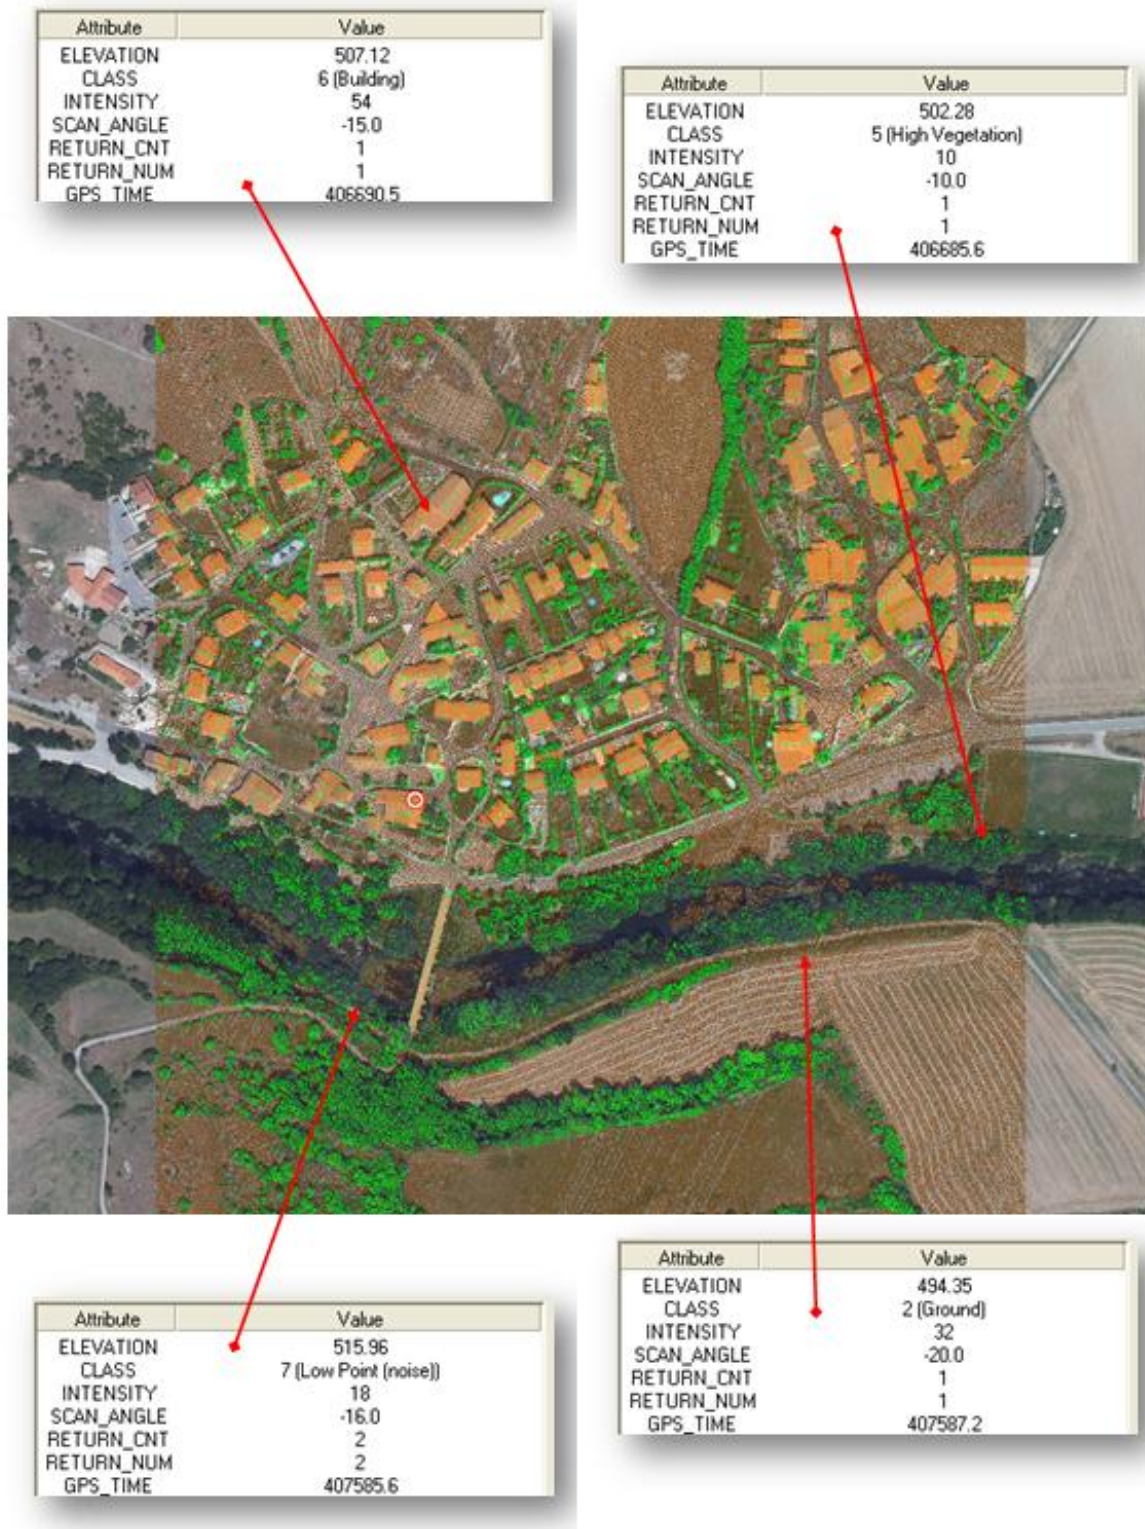 Attribute Value
ELEVATION 507.12
CLASS 6 (Building)
INTENSITY 54
SCAN_ANGLE -15.0
RETURN_CNT 1
RETURN_NUM 1
GPS_TIME 406690.5
Attribute Value
ELEVATION 502.28
CLASS 5 (High Vegetation)
INTENSITY 10
SCAN_ANGLE -10.0
RETURN_CNT 1
RETURN_NUM 1
GPS_TIME 406685.6
Attribute Value
ELEVATION 515.96
CLASS 7 (Low Point (noise))
INTENSITY 18
SCAN_ANGLE -16.0
RETURN_CNT 2
RETURN_NUM 2
GPS_TIME 407585.6
Attribute Value
ELEVATION 494.35
CLASS 2 (Ground)
INTENSITY 32
SCAN_ANGLE -20.0
RETURN_CNT 1
RETURN_NUM 1
GPS_TIME 407587.2